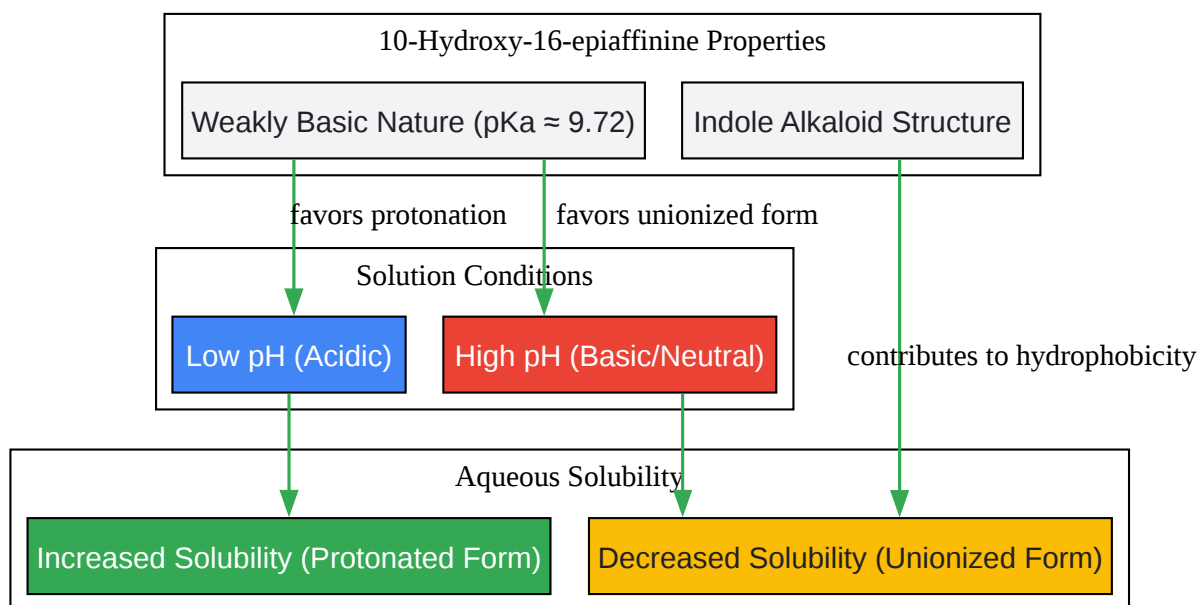 10-Hydroxy-16-epiaffinine Properties
Weakly Basic Nature (pKa ≈ 9.72)
Indole Alkaloid Structure
favors protonation
favors unionized form
Solution Conditions
Low pH (Acidic)
High pH (Basic/Neutral)
contributes to hydrophobicity
Aqueous Solubility
Increased Solubility (Protonated Form)
Decreased Solubility (Unionized Form)